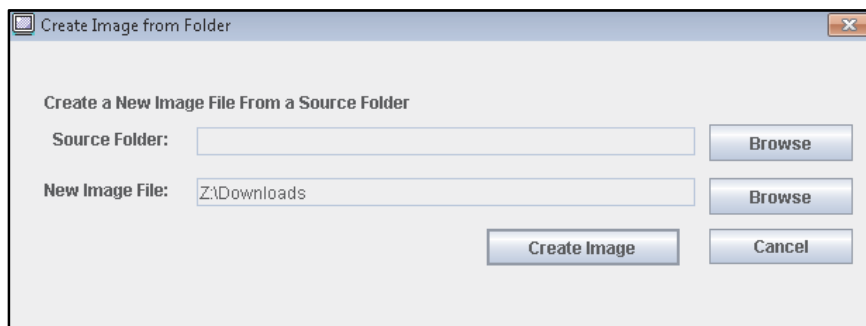 Create Image from Folder
Create a New Image File From a Source Folder
Source Folder:
Browse
New Image File: Z:\Downloads
Browse
Create Image
Cancel